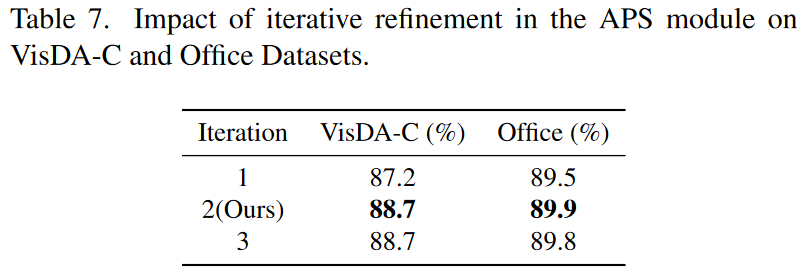 Table 7. Impact of iterative refinement in the APS module on
VisDA-C and Office Datasets.
Iteration VisDA-C (%) Office (%)
1 87.2 89.5
2(Ours) 88.7 89.9
3 88.7 89.8